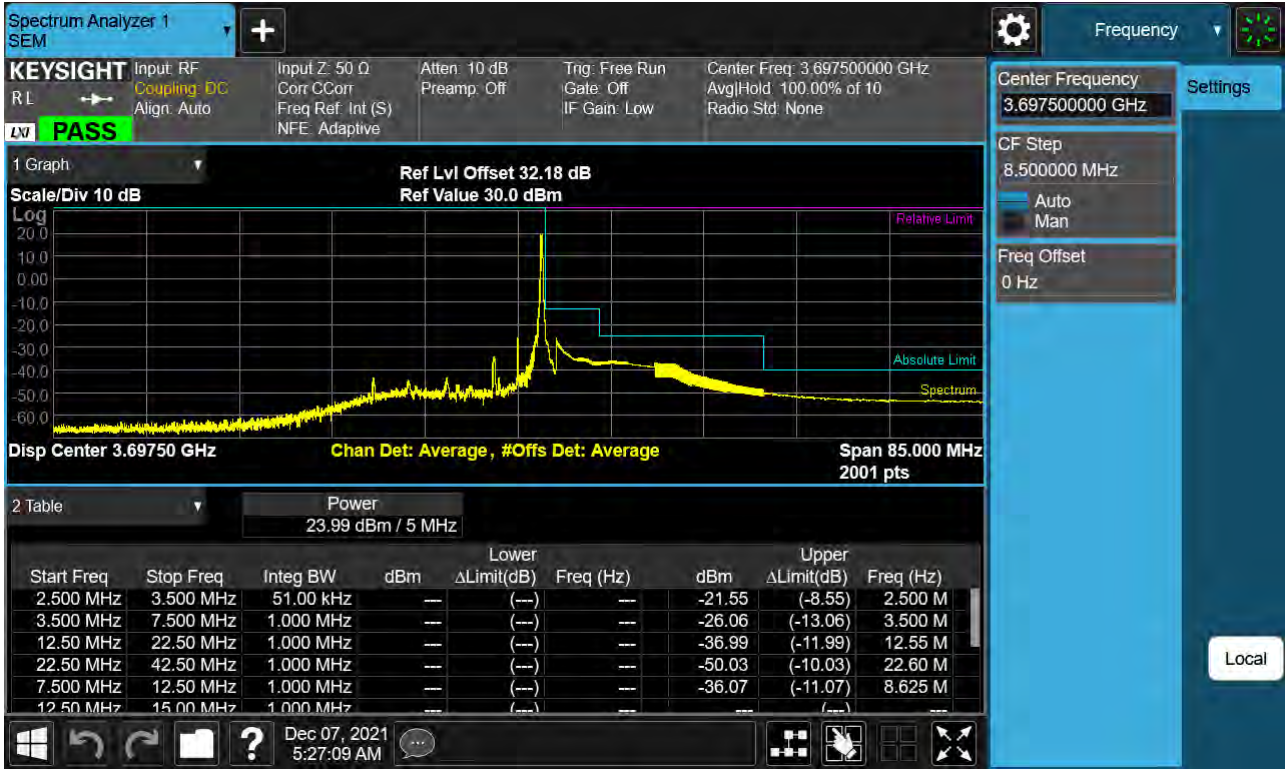 Spectrum Analyzer 1
SEM
+
Frequency
KEYSIGHT
RL
LXI
PASS
Input: RF
Coupling: DC
Align: Auto
Input Z: 50 Ω
Corr CCorr
Freq Ref: Int (S)
NFE: Adaptive
Atten: 10 dB
Preamp: Off
Trig: Free Run
Gate: Off
IF Gain: Low
Center Freq: 3.697500000 GHz
Avg|Hold: 100.00% of 10
Radio Std: None
Center Frequency
3.697500000 GHz
Settings
CF Step
8.500000 MHz
Auto
Man
Freq Offset
0 Hz
Local
1 Graph
Scale/Div 10 dB
Ref Lvl Offset 32.18 dB
Ref Value 30.0 dBm
Log
20.0
10.0
0.00
-10.0
-20.0
-30.0
-40.0
-50.0
-60.0
Relative Limit
Absolute Limit
Spectrum
Disp Center 3.69750 GHz Chan Det: Average, #Offs Det: Average Span 85.000 MHz
2001 pts
2 Table
Power
23.99 dBm / 5 MHz
Lower Upper
Start Freq Stop Freq Integ BW dBm ΔLimit(dB) Freq (Hz) dBm ΔLimit(dB) Freq (Hz)
2.500 MHz 3.500 MHz 51.00 kHz --- (---) --- -21.55 (-8.55) 2.500 M
3.500 MHz 7.500 MHz 1.000 MHz --- (---) --- -26.06 (-13.06) 3.500 M
12.50 MHz 22.50 MHz 1.000 MHz --- (---) --- -36.99 (-11.99) 12.55 M
22.50 MHz 42.50 MHz 1.000 MHz --- (---) --- -50.03 (-10.03) 22.60 M
7.500 MHz 12.50 MHz 1.000 MHz --- (---) --- -36.07 (-11.07) 8.625 M
12.50 MHz 15.00 MHz 1.000 MHz --- (---) --- --- (---) ---
?
Dec 07, 2021
5:27:09 AM